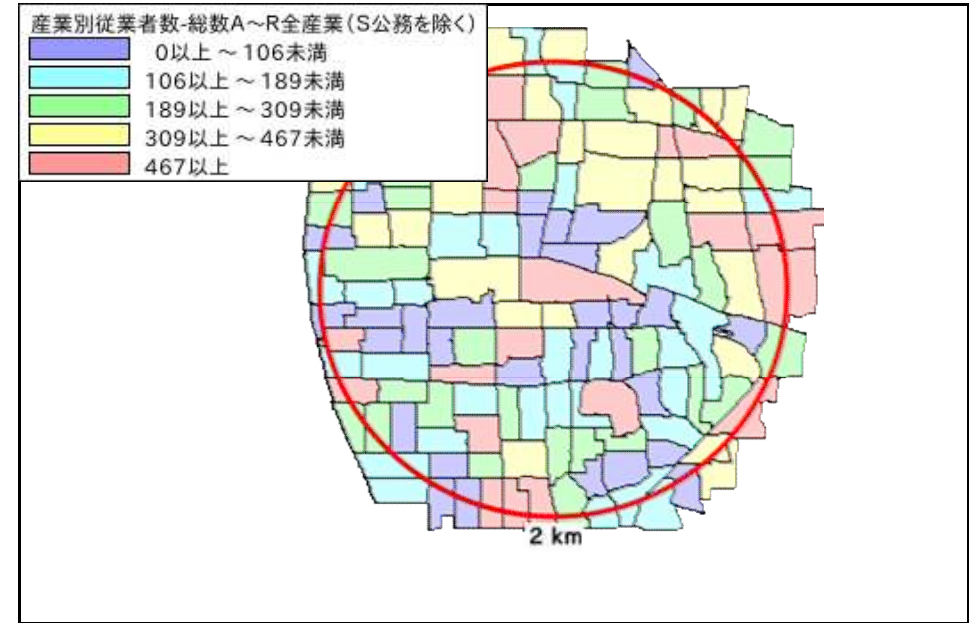 産業別従業者数-総数A～R全産業(S公務を除く)
0以上 ～ 106未満
106以上 ～ 189未満
189以上 ～ 309未満
309以上 ～ 467未満
467以上
2 km